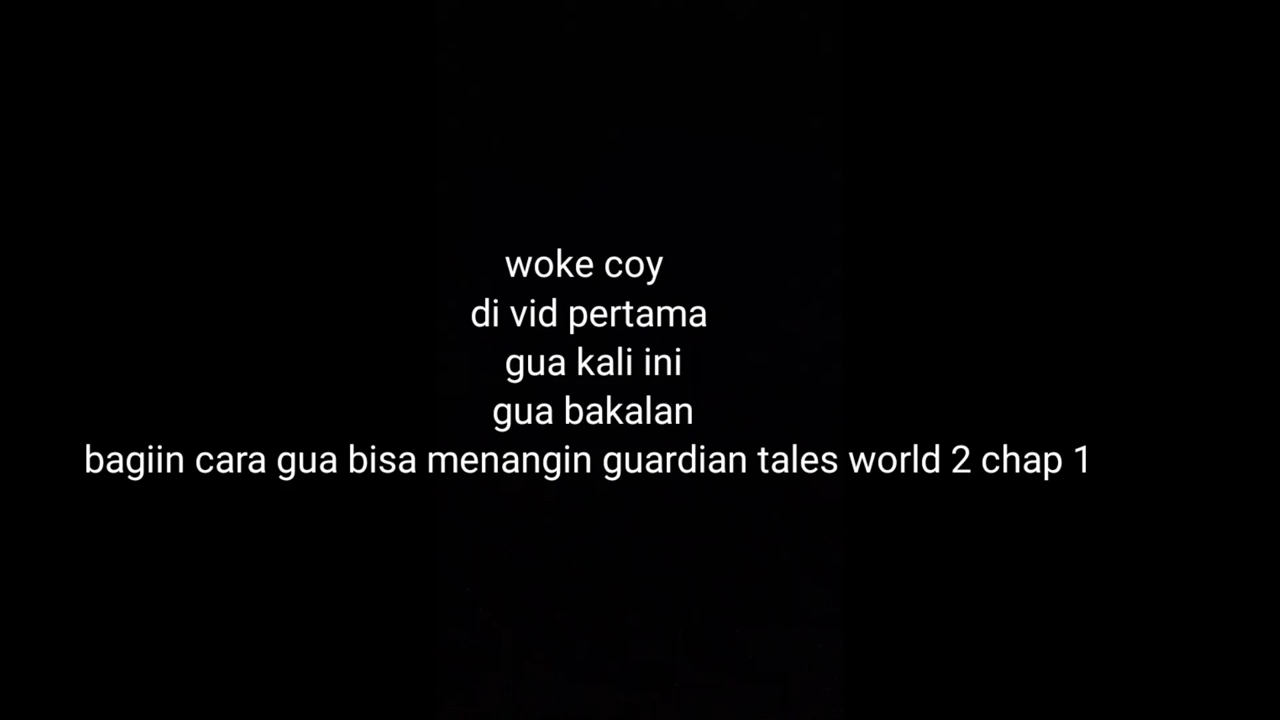 woke coy
di vid pertama
gua kali ini
gua bakalan
bagiin cara gua bisa menangin guardian tales world 2 chap 1